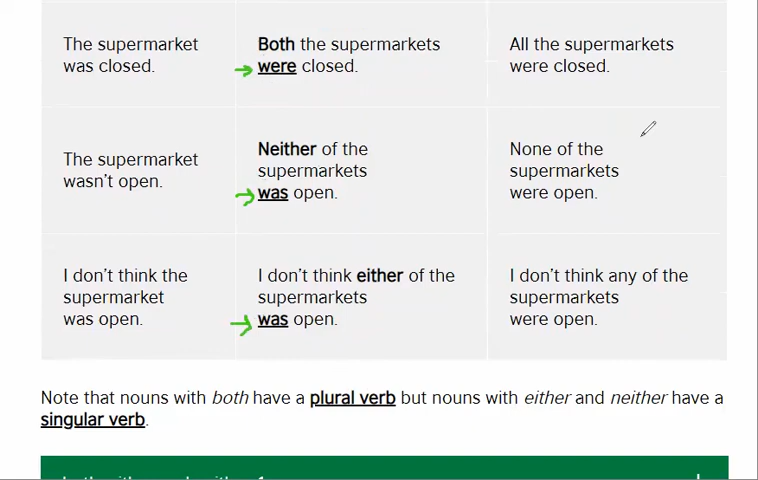 The supermarket
was closed.
Both the supermarkets
were closed.
All the supermarkets
were closed.
The supermarket
wasn't open.
Neither of the
supermarkets
was open.
None of the
supermarkets
were open.
I don't think the
supermarket
was open.
I don't think either of the
supermarkets
was open.
I don't think any of the
supermarkets
were open.
Note that nouns with both have a plural verb but nouns with either and neither have a
singular verb.